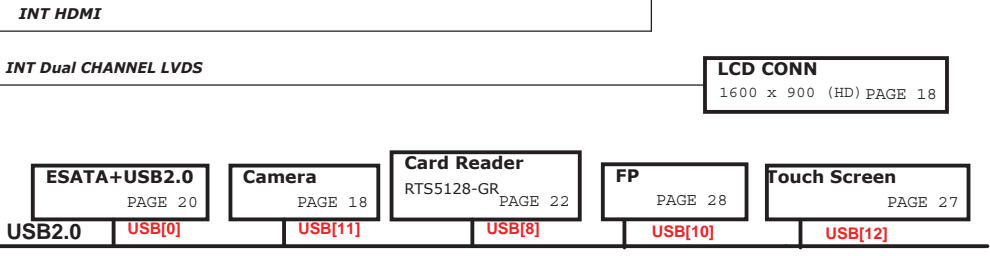 INT HDMI
INT Dual CHANNEL LVDS
LCD CONN
1600 x 900 (HD) PAGE 18
ESATA+USB2.0
PAGE 20
Camera
PAGE 18
Card Reader
RTS5128-GR
PAGE 22
FP
PAGE 28
Touch Screen
PAGE 27
USB2.0
USB[0]
USB[11]
USB[8]
USB[10]
USB[12]